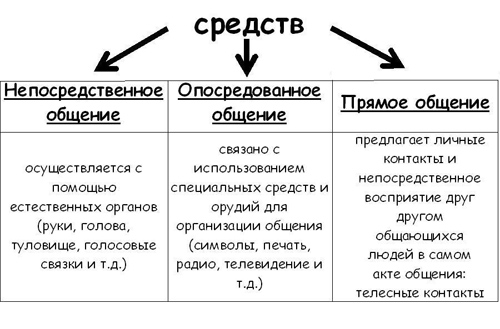 средств
Непосредственное
общение
Опосредованное
общение
Прямое общение
осуществляется с
помощью
естественных органов
(руки, голова,
туловище, голосовые
связки и т.д.)
связано с
использованием
специальных средств и
орудий для
организации общения
(символы, печать,
радио, телевидение и
т.д.)
предлагает личные
контакты и
непосредственное
восприятие друг
другом
общающихся
людей в самом
акте общения:
телесные контакты